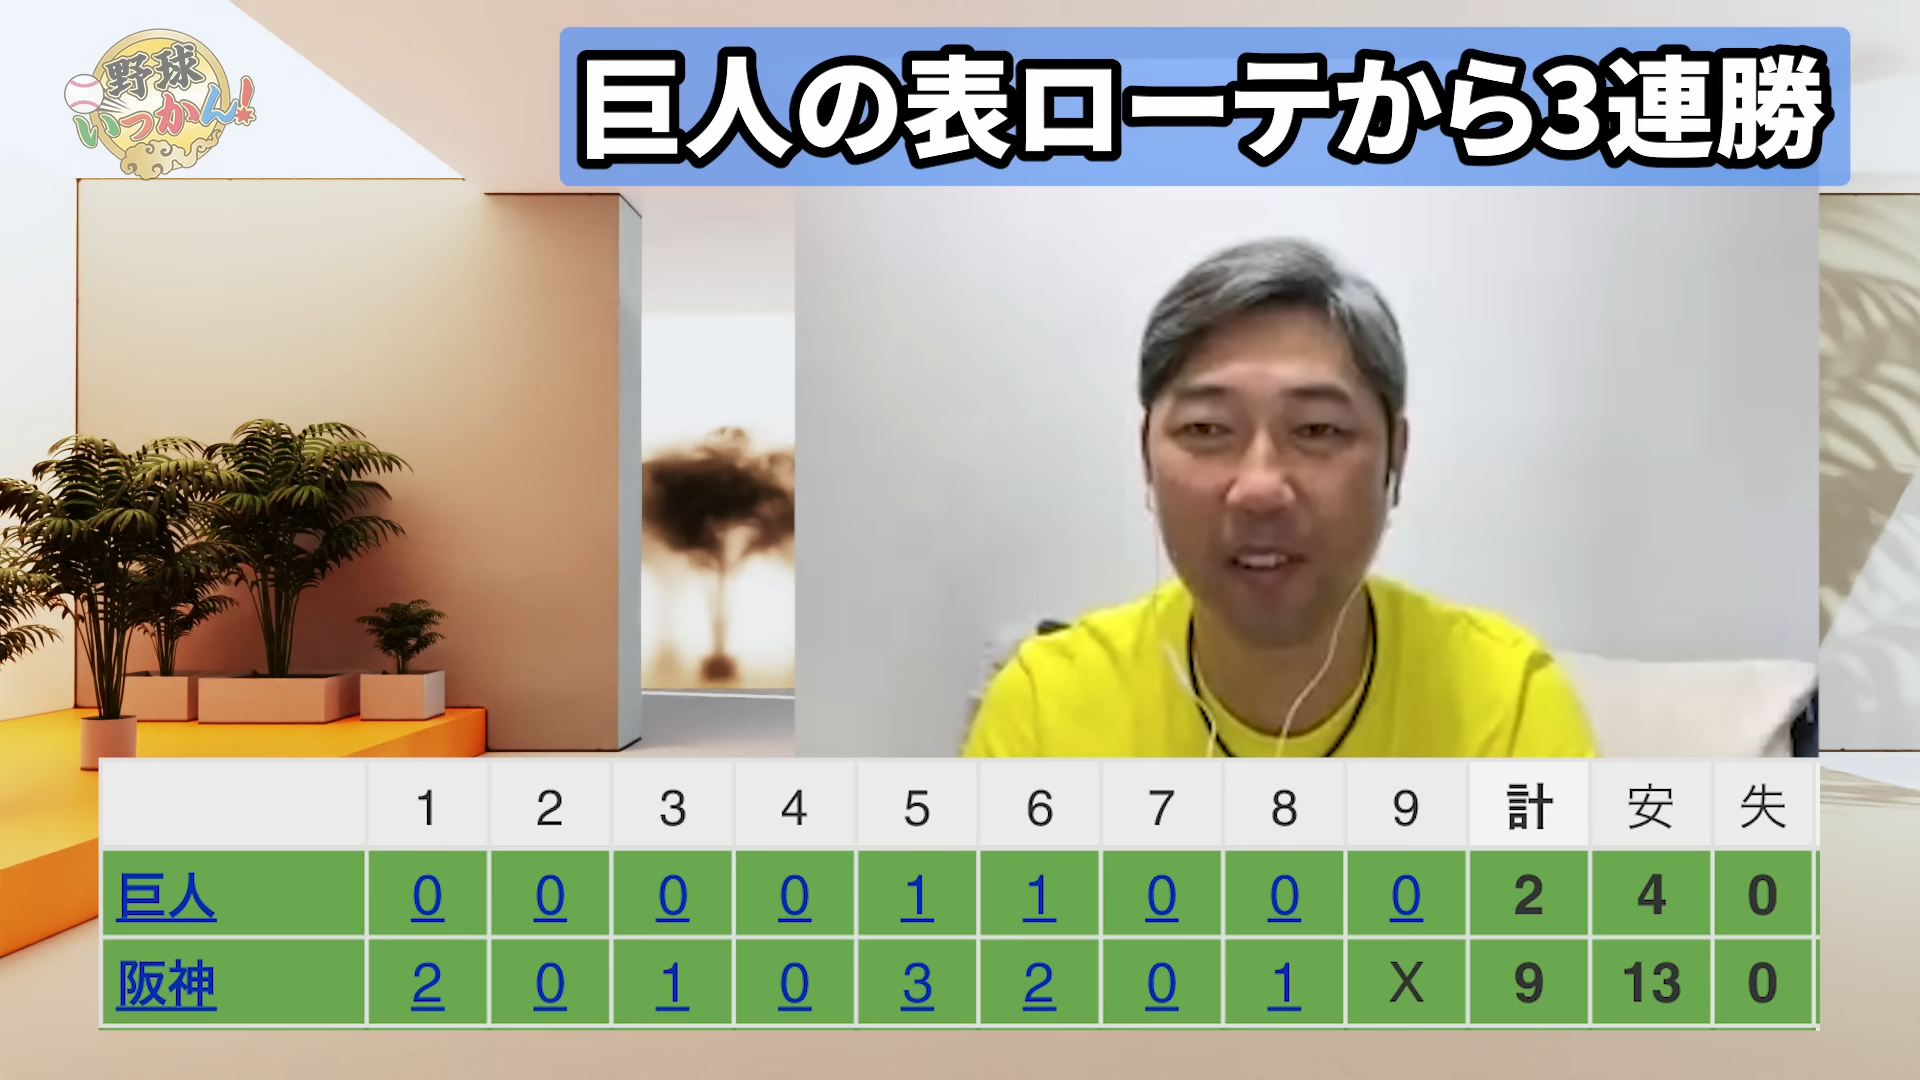 野球
いっかん!
巨人の表ローテから3連勝
1 2 3 4 5 6 7 8 9 計 安 失
巨人 0 0 0 0 1 1 0 0 0 2 4 0
阪神 2 0 1 0 3 2 0 1 X 9 13 0